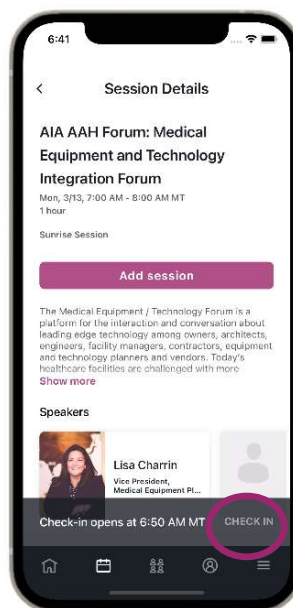 6:41
Session Details
AIA AAH Forum: Medical
Equipment and Technology
Integration Forum
Mon, 3/13, 7:00 AM - 8:00 AM MT
1 hour
Sunrise Session
Add session
The Medical Equipment / Technology Forum is a
platform for the interaction and conversation about
leading edge technology among owners, architects,
engineers, facility managers, contractors, equipment
and technology planners and vendors. Today's
healthcare facilities are challenged with more
Show more
Speakers
Lisa Charrin
Vice President,
Medical Equipment Pl...
Check-in opens at 6:50 AM MT
CHECK IN